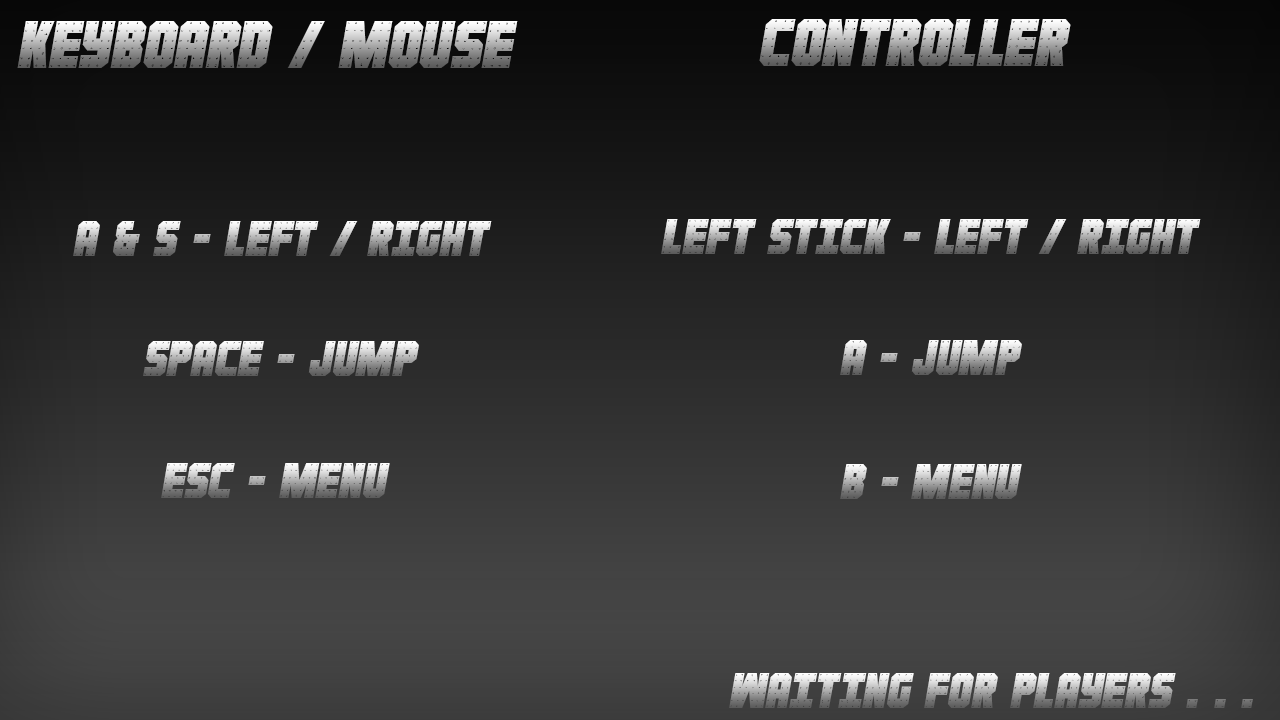 KEYBOARD / MOUSE
CONTROLLER
A & S - LEFT / RIGHT
LEFT STICK - LEFT / RIGHT
SPACE - JUMP
A - JUMP
ESC - MENU
B - MENU
WAITING FOR PLAYERS . . .